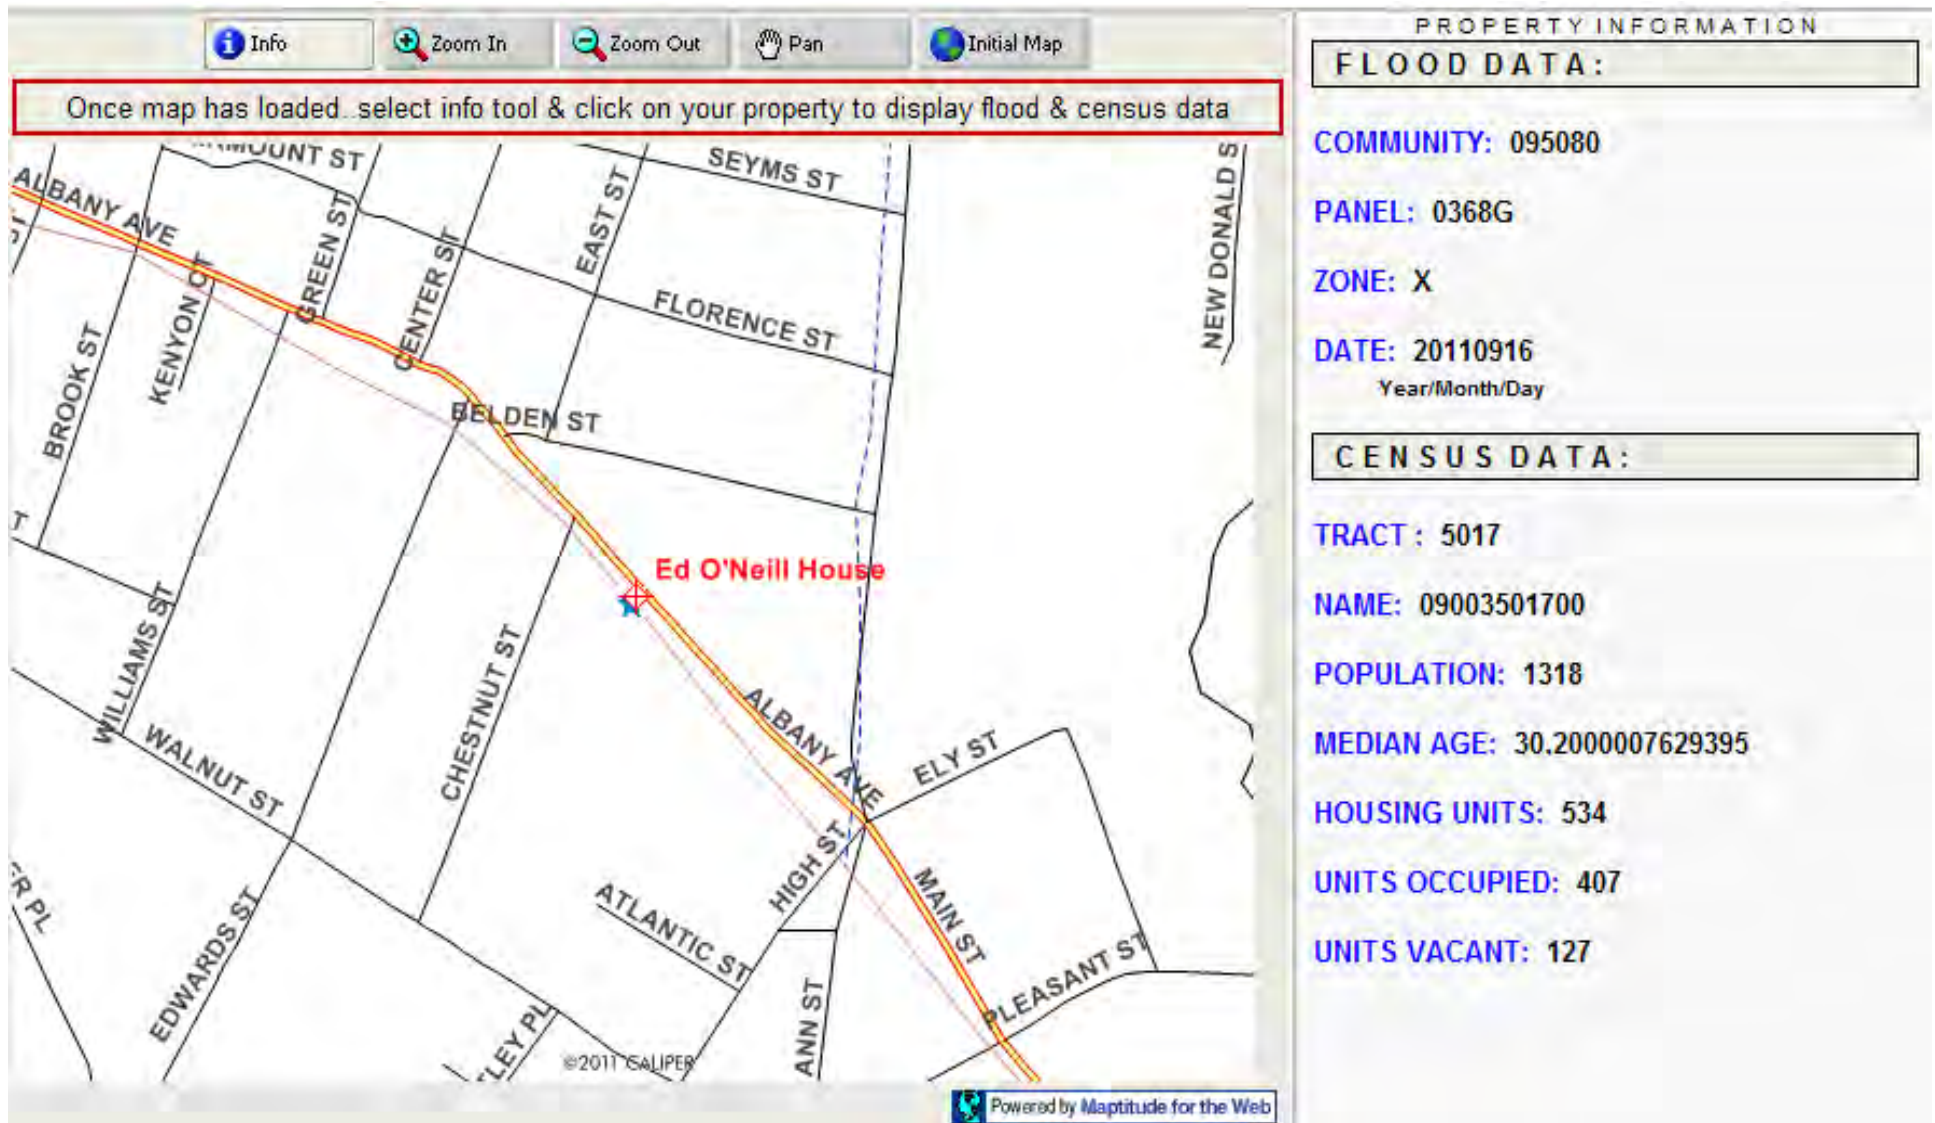 Info
Zoom In
Zoom Out
Pan
Initial Map
Once map has loaded..select info tool & click on your property to display flood & census data
SEYMS ST
ALBANY AVE
EAST ST
NEW DONALD S
GREEN ST
CENTER ST
KENYON CT
FLORENCE ST
BROOK ST
BELDEN ST
Ed O'Neill House
WILLIAMS ST
CHESTNUT ST
WALNUT ST
ALBANY AVE
ELY ST
HIGH ST
MAIN ST
ATLANTIC ST
EDWARDS ST
PLEASANT ST
ER PL
ANN ST
TLEY PL
©2011 CALIPER
Powered by Maptitude for the Web
PROPERTY INFORMATION
FLOOD DATA:
COMMUNITY: 095080
PANEL: 0368G
ZONE: X
DATE: 20110916
Year/Month/Day
CENSUS DATA:
TRACT : 5017
NAME: 09003501700
POPULATION: 1318
MEDIAN AGE: 30.2000007629395
HOUSING UNITS: 534
UNITS OCCUPIED: 407
UNITS VACANT: 127